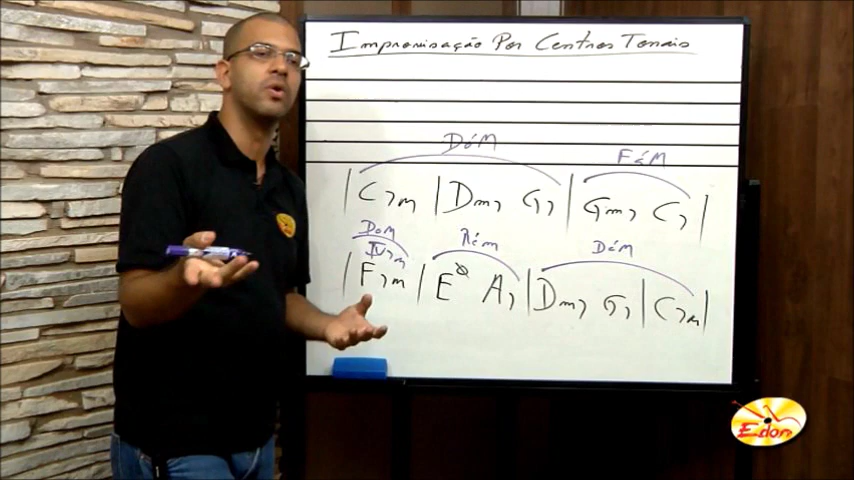 Improvisação Por Centros Tonais
DóM
FáM
| C7M | Dm7 G7 | Gm7 C7 |
DóM Rém DóM
IV7M
| F7M | Eø A7 | Dm7 G7 | C7M |
Edon